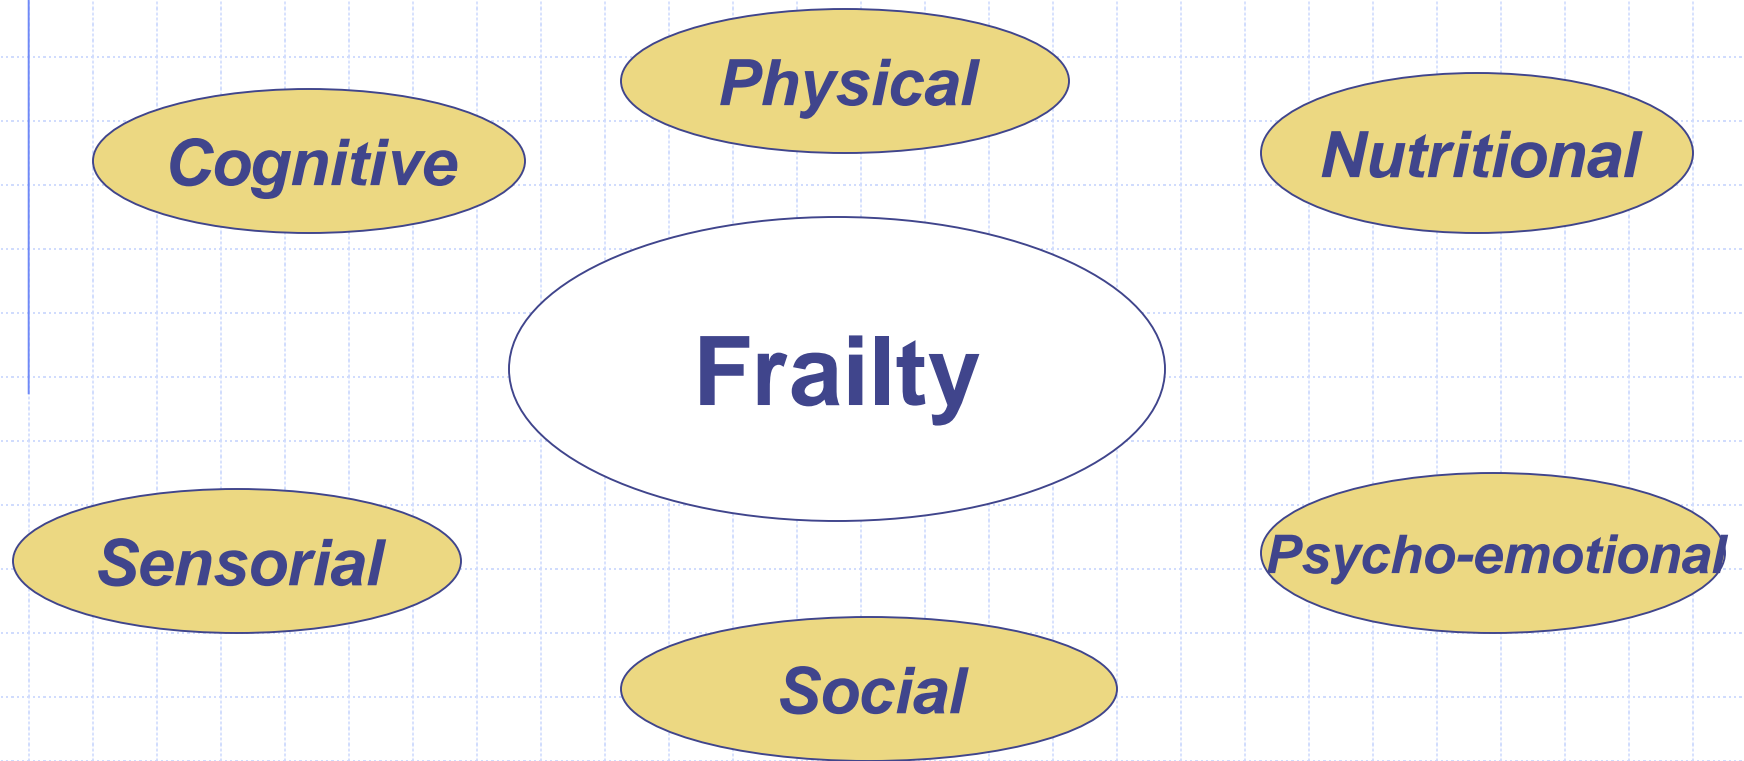 Physical
Cognitive
Nutritional
Frailty
Sensorial
Psycho-emotional
Social